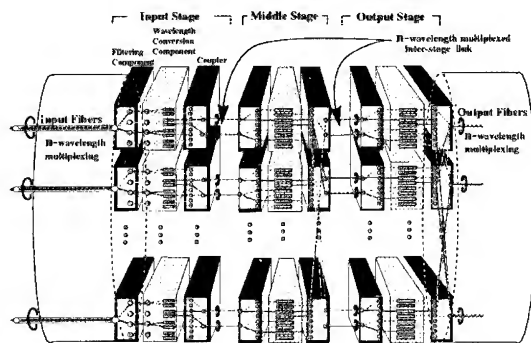 Input Stage
Middle Stage
Output Stage
Wavelength
Conversion
Component
Filtering
Component
Coupler
n-wavelength multiplexed
inter-stage link
Input Fibers
n-wavelength
multiplexing
Output Fibers
n-wavelength
multiplexing